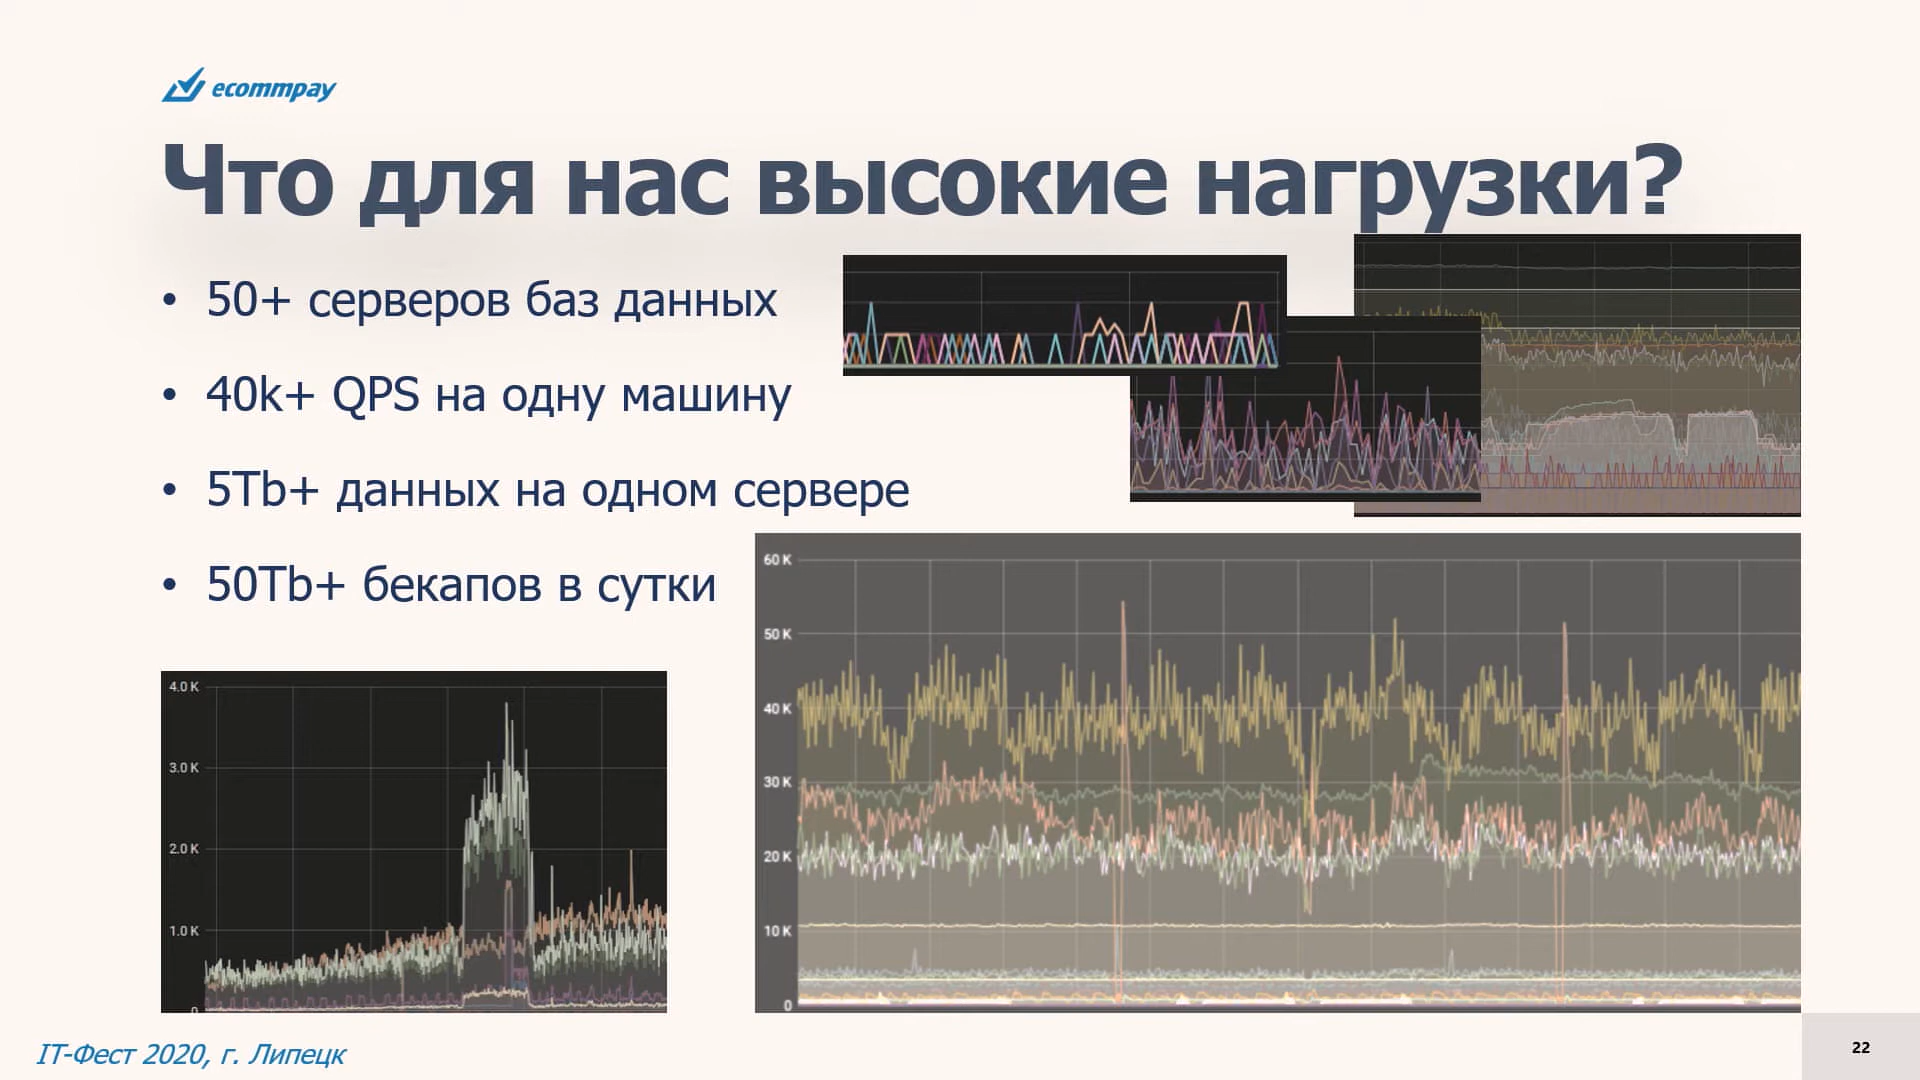 ecommpay
Что для нас высокие нагрузки?
• 50+ серверов баз данных
• 40k+ QPS на одну машину
• 5Tb+ данных на одном сервере
• 50Tb+ бекапов в сутки
60 K
50 K
40 K
30 K
20 K
10 K
0
4.0 K
3.0 K
2.0 K
1.0 K
0
IT-Фест 2020, г. Липецк
22